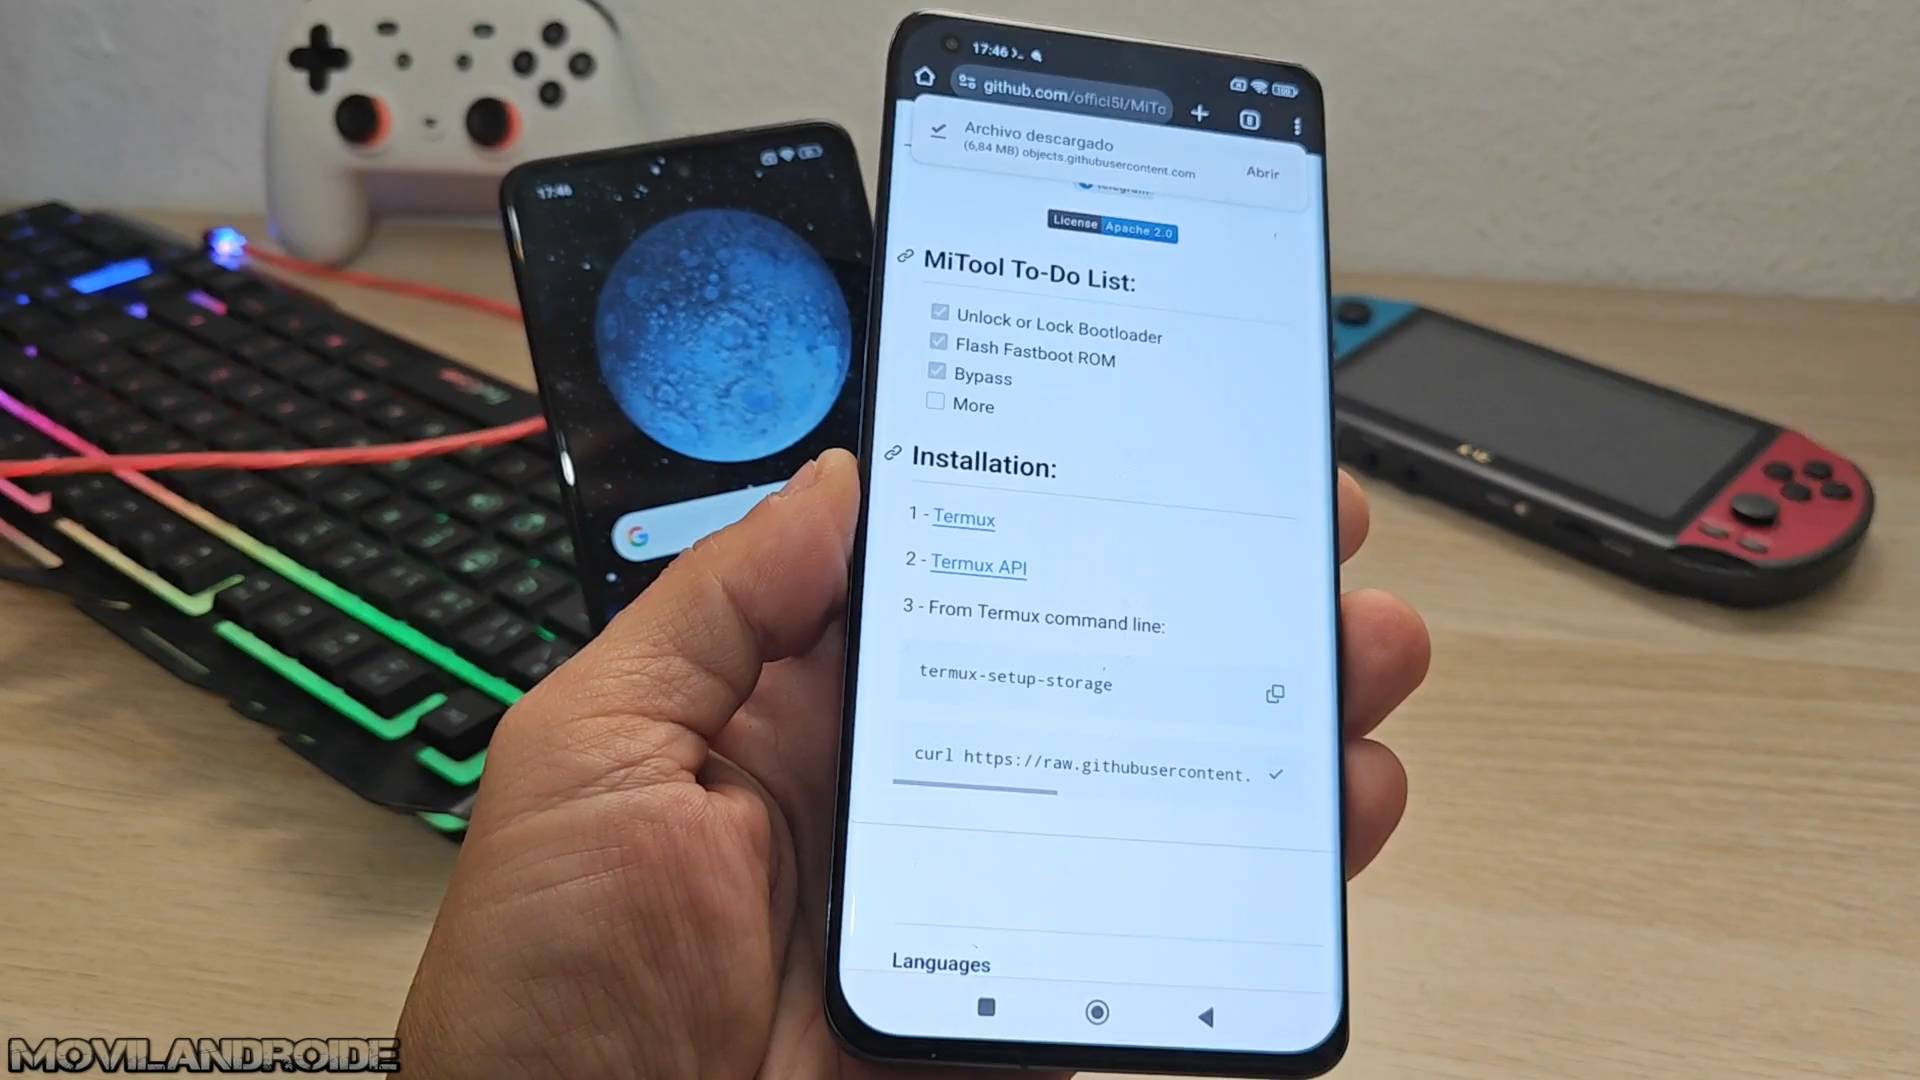 17:46
github.com/offici5l/MiTo
8
Archivo descargado
(6,84 MB) objects.githubusercontent.com
Abrir
License Apache 2.0
MiTool To-Do List:
Unlock or Lock Bootloader
Flash Fastboot ROM
Bypass
More
Installation:
1 - Termux
2 - Termux API
3 - From Termux command line:
termux-setup-storage
curl https://raw.githubusercontent.
Languages
17:46
G
MOVILANDROIDE